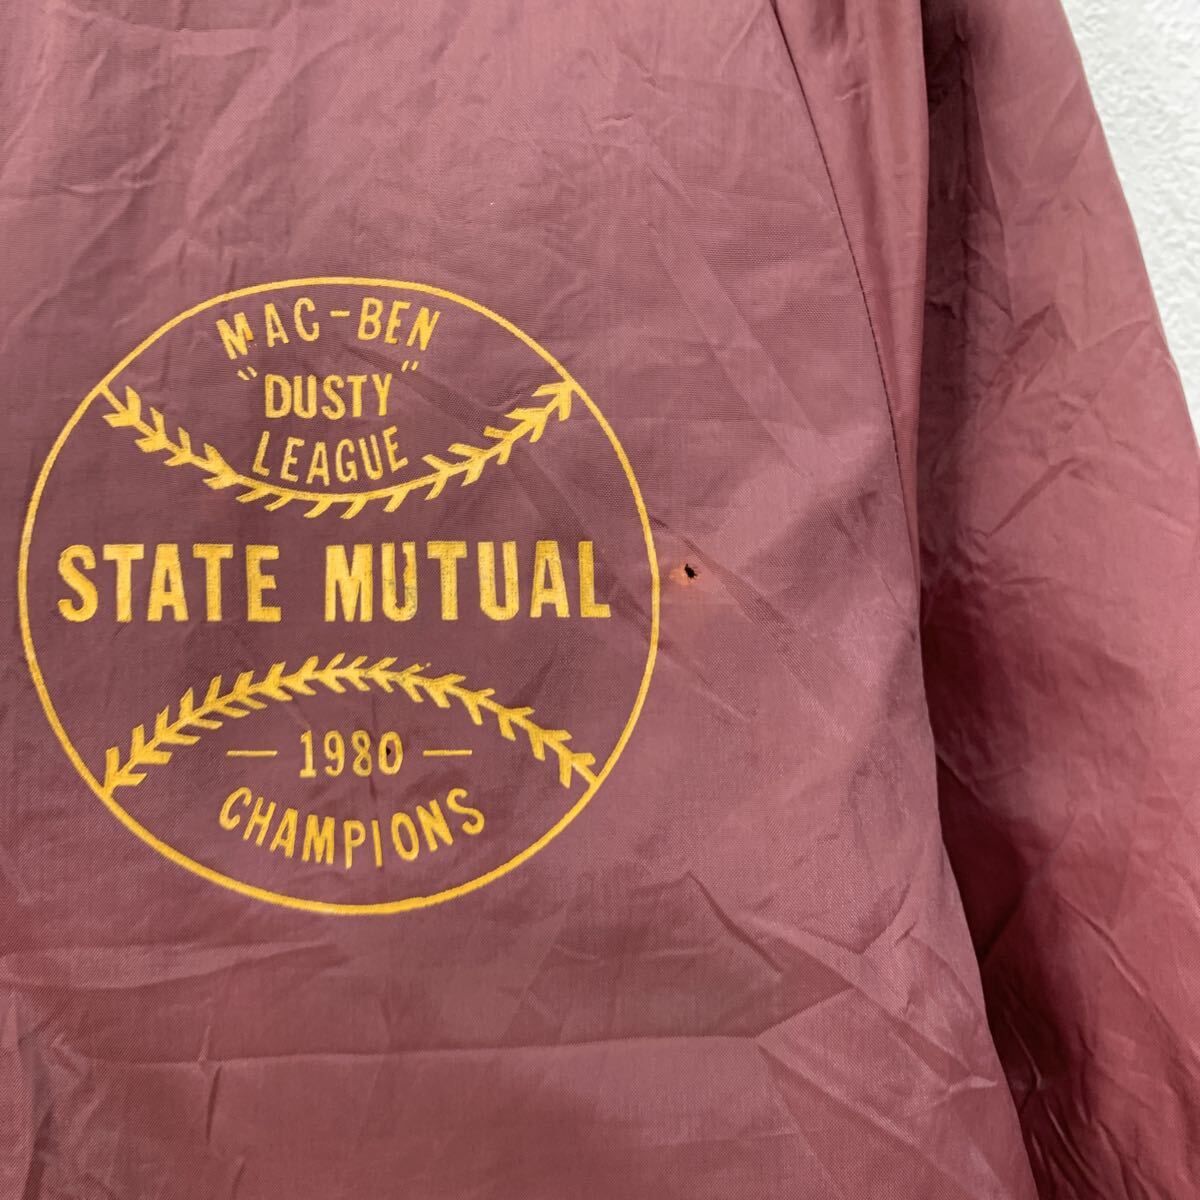 MAC-BEN
"DUSTY"
LEAGUE
STATE MUTUAL
— 1980 —
CHAMPIONS